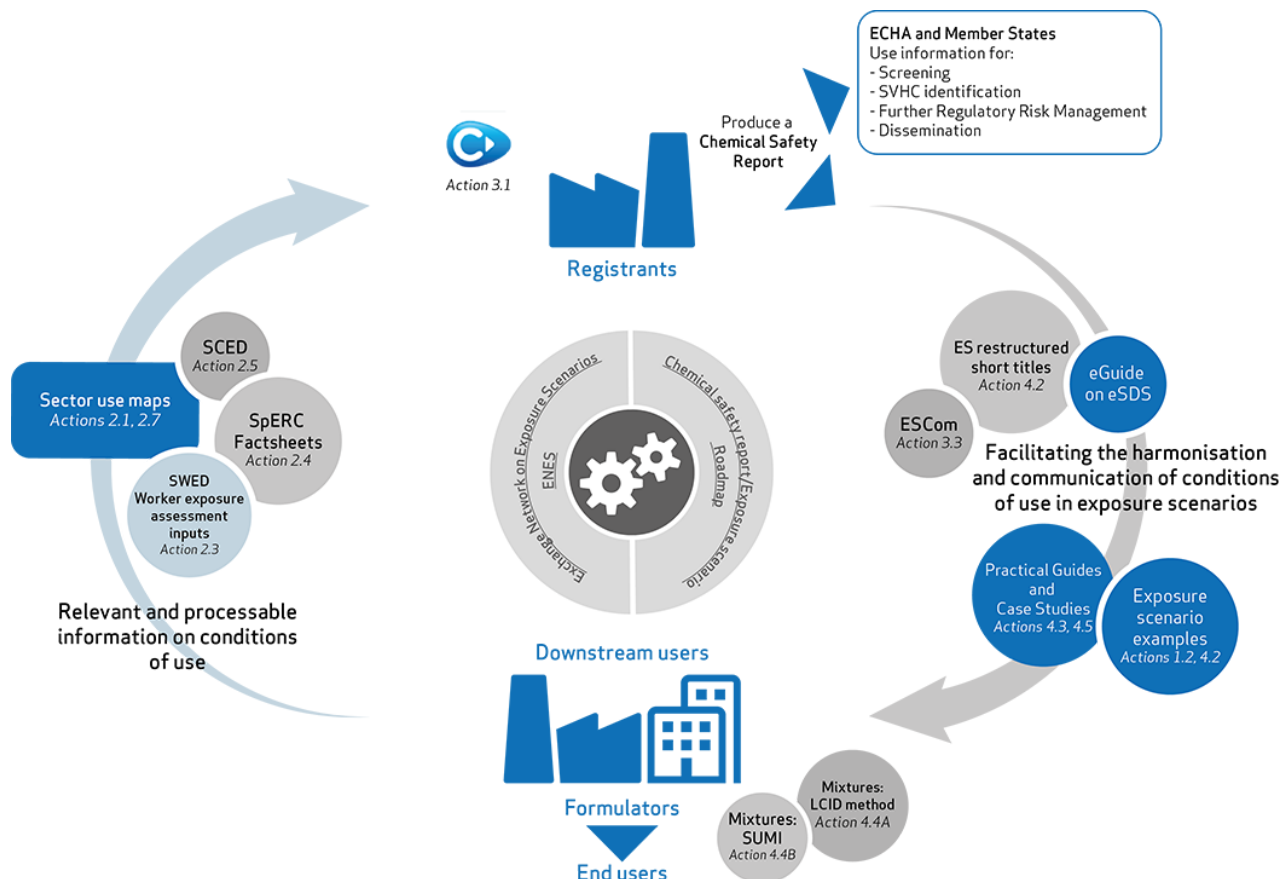 ECHA and Member States
Use information for:
- Screening
- SVHC identification
- Further Regulatory Risk Management
- Dissemination
Produce a
Chemical Safety
Report
C
Action 3.1
Registrants
SCED
Action 2.5
Sector use maps
Actions 2.1, 2.7
SpERC
Factsheets
Action 2.4
SWED
Worker exposure
assessment
inputs
Action 2.3
Relevant and processable
information on conditions
of use
Exchange Network on Exposure Scenarios
ENES
Chemical safety report/Exposure scenario
Roadmap
ES restructured
short titles
Action 4.2
eGuide
on eSDS
ESCom
Action 3.3
Facilitating the harmonisation
and communication of conditions
of use in exposure scenarios
Practical Guides
and
Case Studies
Actions 4.3, 4.5
Exposure
scenario
examples
Actions 1.2, 4.2
Downstream users
Formulators
End users
Mixtures:
LCID method
Action 4.4A
Mixtures:
SUMI
Action 4.4B